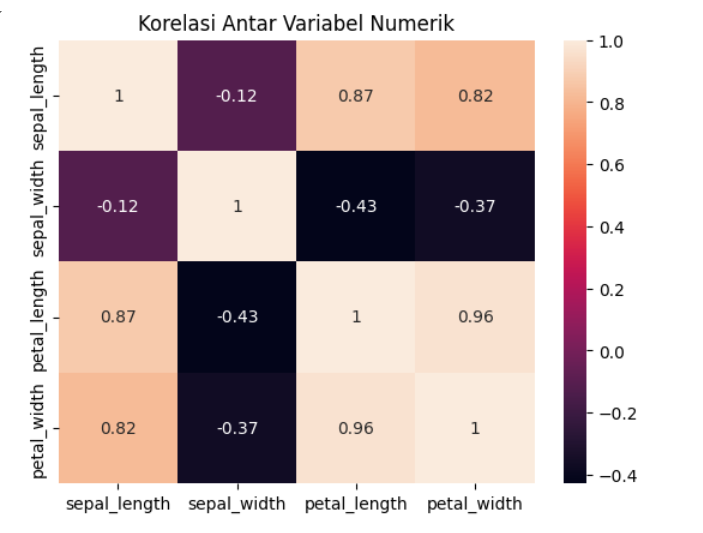 Korelasi Antar Variabel Numerik
sepal_length
1
-0.12
0.87
0.82
sepal_width
-0.12
1
-0.43
-0.37
petal_length
0.87
-0.43
1
0.96
petal_width
0.82
-0.37
0.96
1
sepal_length
sepal_width
petal_length
petal_width
1.0
0.8
0.6
0.4
0.2
0.0
−0.2
−0.4